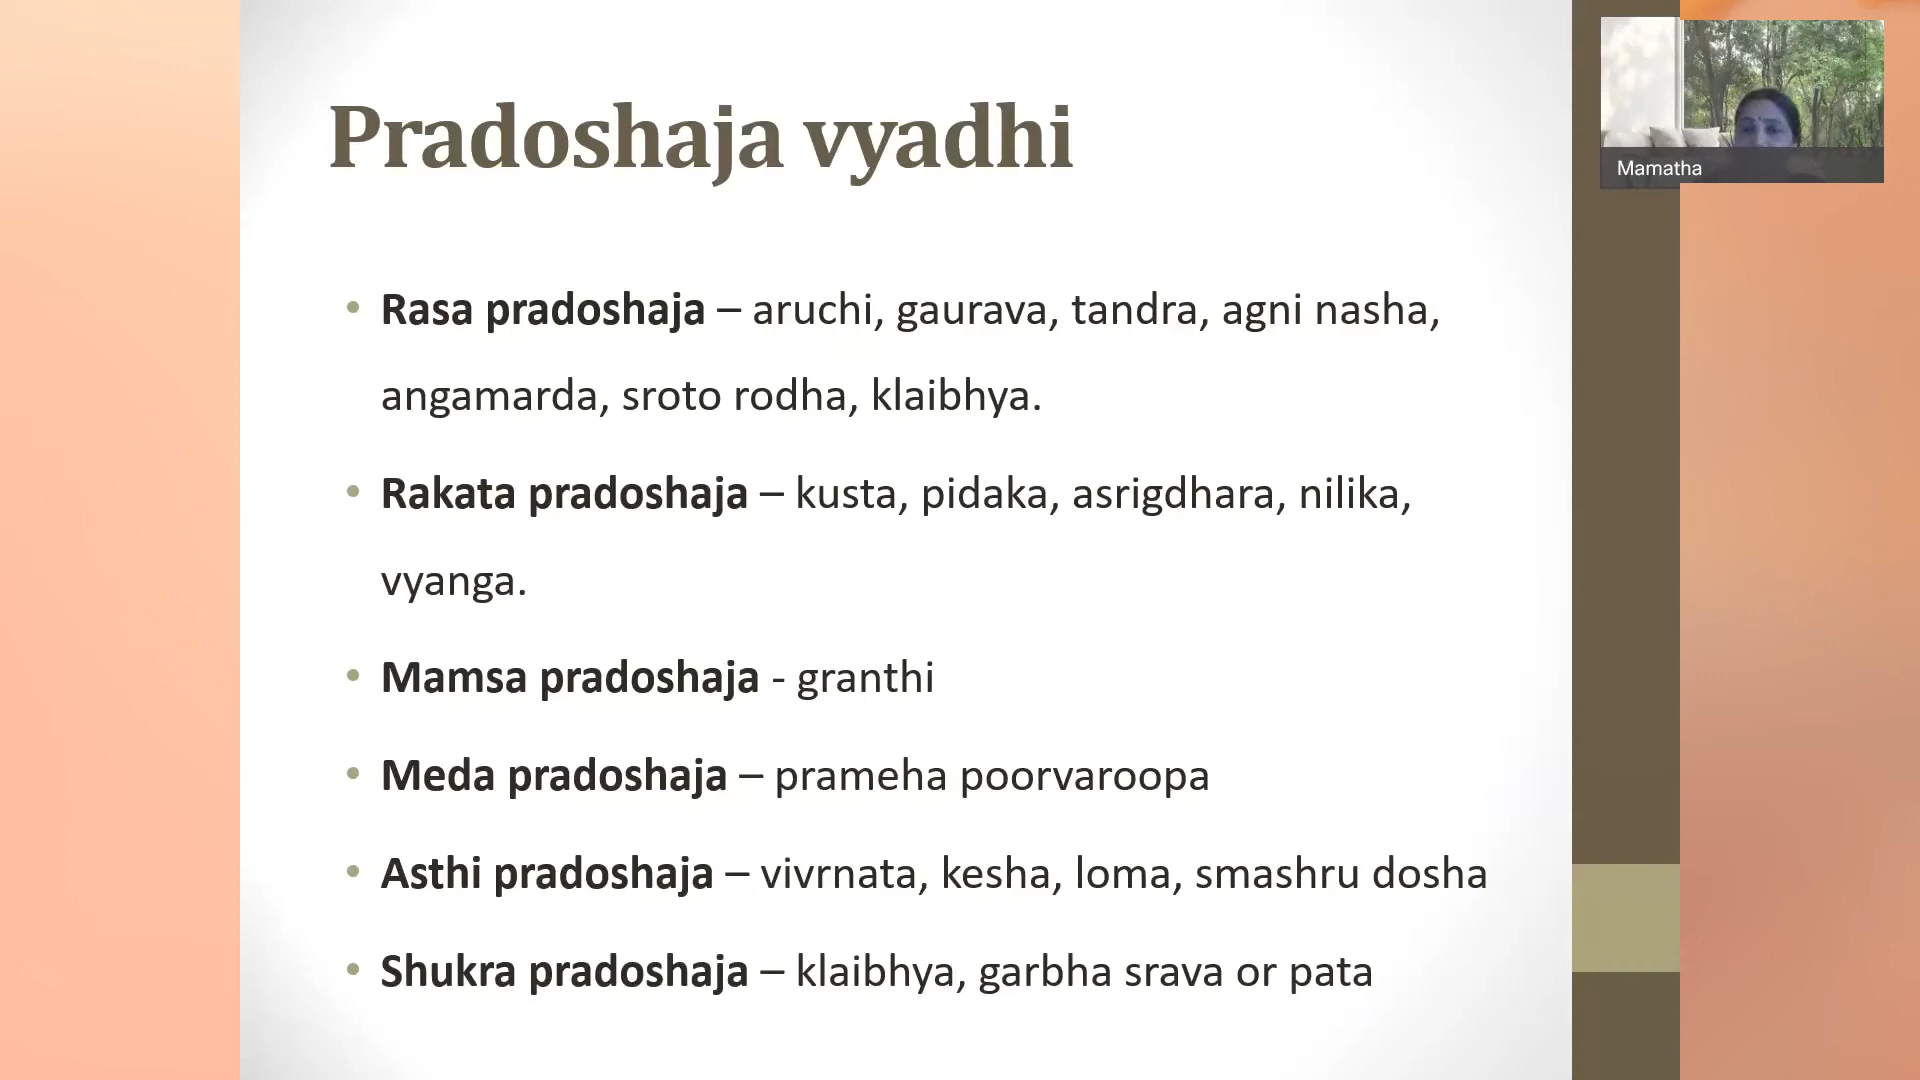 Pradoshaja vyadhi
Mamatha
• Rasa pradoshaja – aruchi, gaurava, tandra, agni nasha,
angamarda, sroto rodha, klaibhya.
• Rakata pradoshaja – kusta, pidaka, asrigdhara, nilika,
vyanga.
• Mamsa pradoshaja - granthi
• Meda pradoshaja – prameha poorvaroopa
• Asthi pradoshaja – vivrnata, kesha, loma, smashru dosha
• Shukra pradoshaja – klaibhya, garbha srava or pata